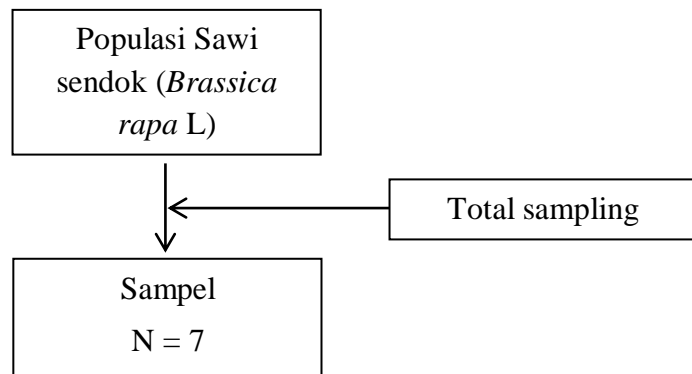 Populasi Sawi
sendok (Brassica
rapa L)
Total sampling
Sampel
N = 7